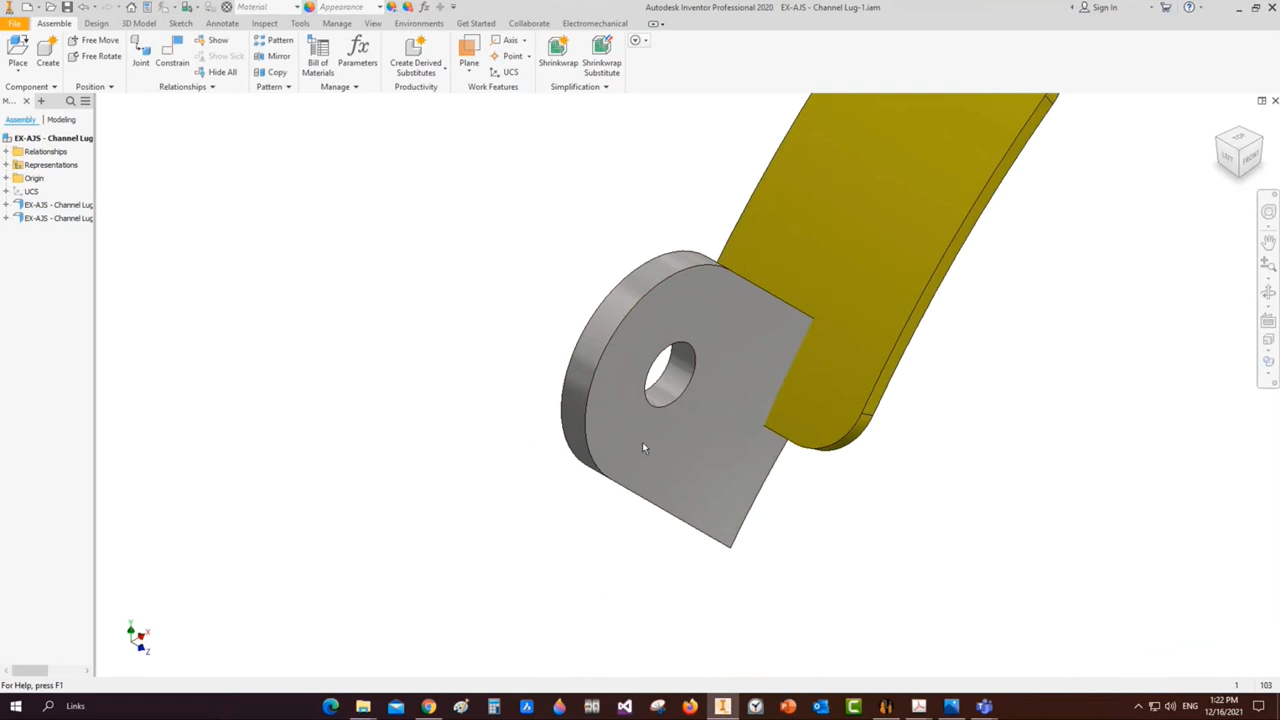 Material
Appearance
Autodesk Inventor Professional 2020 EX-AJS - Channel Lug-1.iam
Sign In
File
Assemble
Design
3D Model
Sketch
Annotate
Inspect
Tools
Manage
View
Environments
Get Started
Collaborate
Electromechanical
Place
Create
Free Move
Free Rotate
Joint
Constrain
Show
Show Sick
Hide All
Pattern
Mirror
Copy
Bill of Materials
Parameters
Create Derived Substitutes
Plane
Axis
Point
UCS
Shrinkwrap
Shrinkwrap Substitute
Component
Position
Relationships
Pattern
Manage
Productivity
Work Features
Simplification
M...
Assembly
Modeling
EX-AJS - Channel Lug
Relationships
Representations
Origin
UCS
EX-AJS - Channel Lug
EX-AJS - Channel Lug
TOP
LEFT
FRONT
Y
X
Z
For Help, press F1
1
103
Links
ENG
1:22 PM
12/16/2021